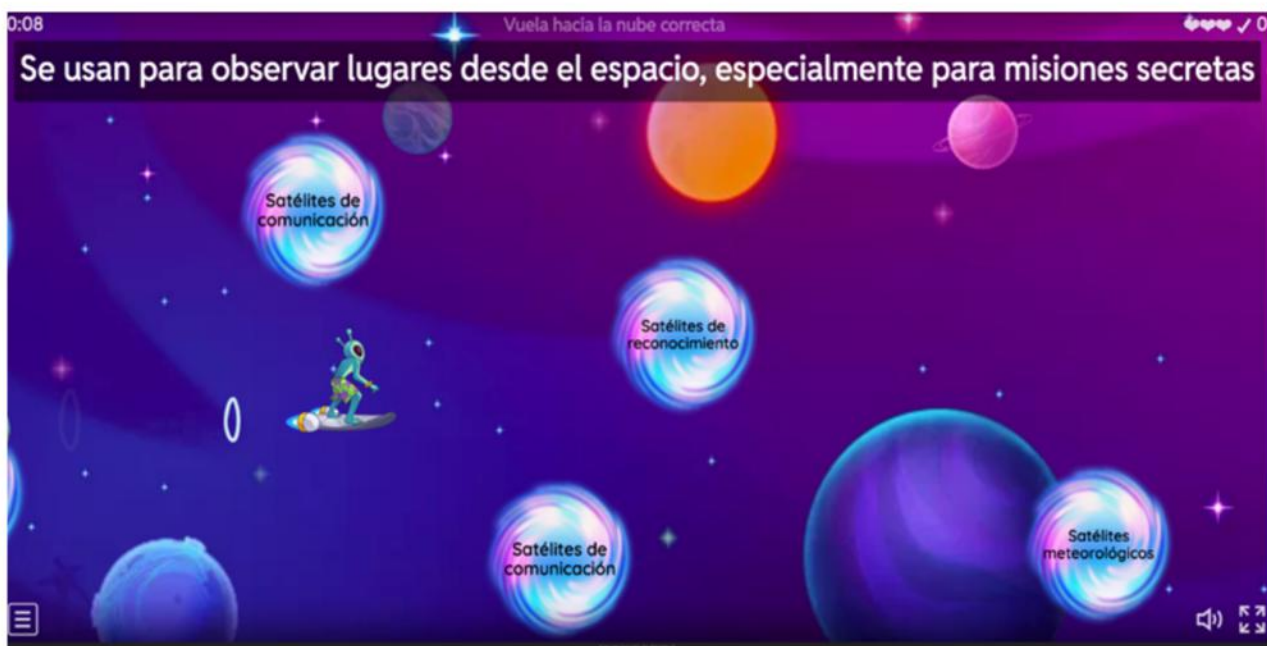 0:08
Vuela hacia la nube correcta
0
Se usan para observar lugares desde el espacio, especialmente para misiones secretas
Satélites de
comunicación
Satélites de
reconocimiento
Satélites de
comunicación
Satélites
meteorológicos